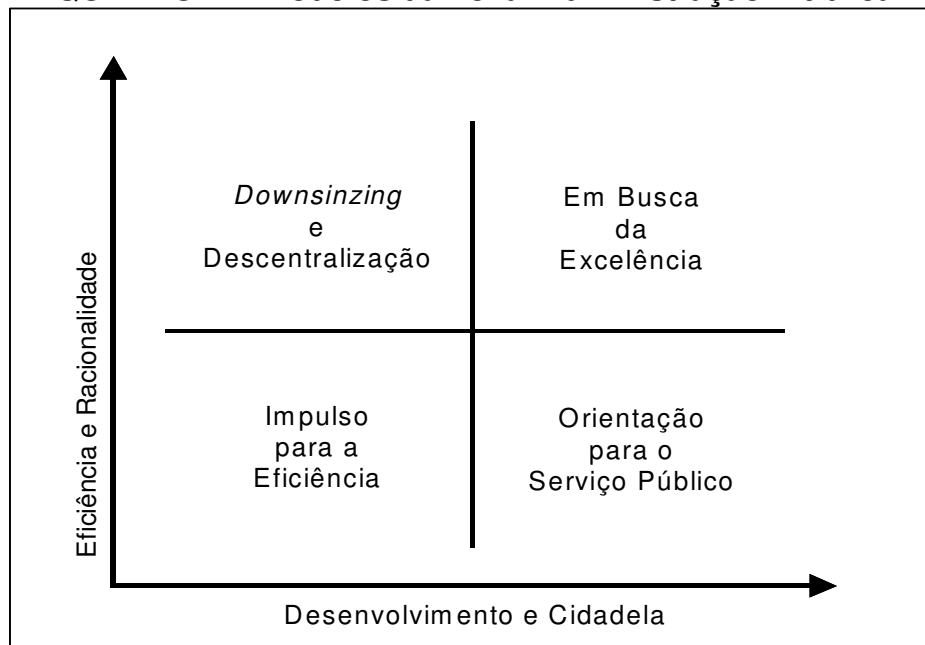 Downsinzing
e
Descentralização
Em Busca
da
Excelência
Eficiência e Racionalidade
Impulso
para a
Eficiência
Orientação
para o
Serviço Público
Desenvolvimento e Cidadela